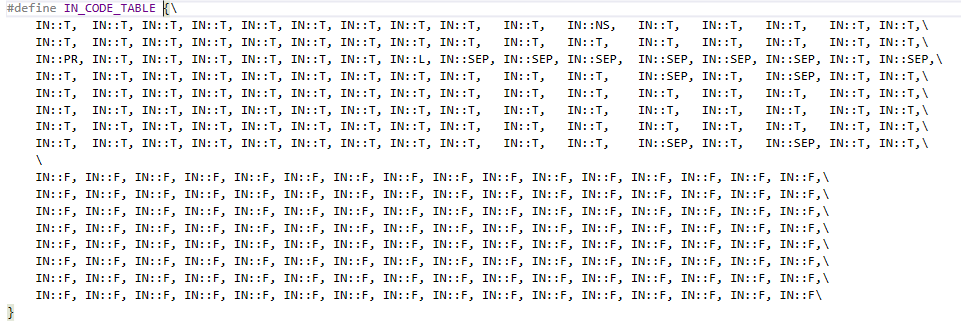 #define IN_CODE_TABLE {\
IN::T, IN::T, IN::T, IN::T, IN::T, IN::T, IN::T, IN::T, IN::T, IN::T, IN::NS, IN::T, IN::T, IN::T, IN::T, IN::T,\
IN::T, IN::T, IN::T, IN::T, IN::T, IN::T, IN::T, IN::T, IN::T, IN::T, IN::T, IN::T, IN::T, IN::T, IN::T, IN::T,\
IN::PR, IN::T, IN::T, IN::T, IN::T, IN::T, IN::T, IN::L, IN::SEP, IN::SEP, IN::SEP, IN::SEP, IN::SEP, IN::SEP, IN::T, IN::SEP,\
IN::T, IN::T, IN::T, IN::T, IN::T, IN::T, IN::T, IN::T, IN::T, IN::T, IN::T, IN::SEP, IN::T, IN::SEP, IN::T, IN::T,\
IN::T, IN::T, IN::T, IN::T, IN::T, IN::T, IN::T, IN::T, IN::T, IN::T, IN::T, IN::T, IN::T, IN::T, IN::T, IN::T,\
IN::T, IN::T, IN::T, IN::T, IN::T, IN::T, IN::T, IN::T, IN::T, IN::T, IN::T, IN::T, IN::T, IN::T, IN::T, IN::T,\
IN::T, IN::T, IN::T, IN::T, IN::T, IN::T, IN::T, IN::T, IN::T, IN::T, IN::T, IN::T, IN::T, IN::T, IN::T, IN::T,\
IN::T, IN::T, IN::T, IN::T, IN::T, IN::T, IN::T, IN::T, IN::T, IN::T, IN::T, IN::SEP, IN::T, IN::SEP, IN::T, IN::T,\
\
IN::F, IN::F, IN::F, IN::F, IN::F, IN::F, IN::F, IN::F, IN::F, IN::F, IN::F, IN::F, IN::F, IN::F, IN::F, IN::F,\
IN::F, IN::F, IN::F, IN::F, IN::F, IN::F, IN::F, IN::F, IN::F, IN::F, IN::F, IN::F, IN::F, IN::F, IN::F, IN::F,\
IN::F, IN::F, IN::F, IN::F, IN::F, IN::F, IN::F, IN::F, IN::F, IN::F, IN::F, IN::F, IN::F, IN::F, IN::F, IN::F,\
IN::F, IN::F, IN::F, IN::F, IN::F, IN::F, IN::F, IN::F, IN::F, IN::F, IN::F, IN::F, IN::F, IN::F, IN::F, IN::F,\
IN::F, IN::F, IN::F, IN::F, IN::F, IN::F, IN::F, IN::F, IN::F, IN::F, IN::F, IN::F, IN::F, IN::F, IN::F, IN::F,\
IN::F, IN::F, IN::F, IN::F, IN::F, IN::F, IN::F, IN::F, IN::F, IN::F, IN::F, IN::F, IN::F, IN::F, IN::F, IN::F,\
IN::F, IN::F, IN::F, IN::F, IN::F, IN::F, IN::F, IN::F, IN::F, IN::F, IN::F, IN::F, IN::F, IN::F, IN::F, IN::F,\
IN::F, IN::F, IN::F, IN::F, IN::F, IN::F, IN::F, IN::F, IN::F, IN::F, IN::F, IN::F, IN::F, IN::F, IN::F, IN::F\
}